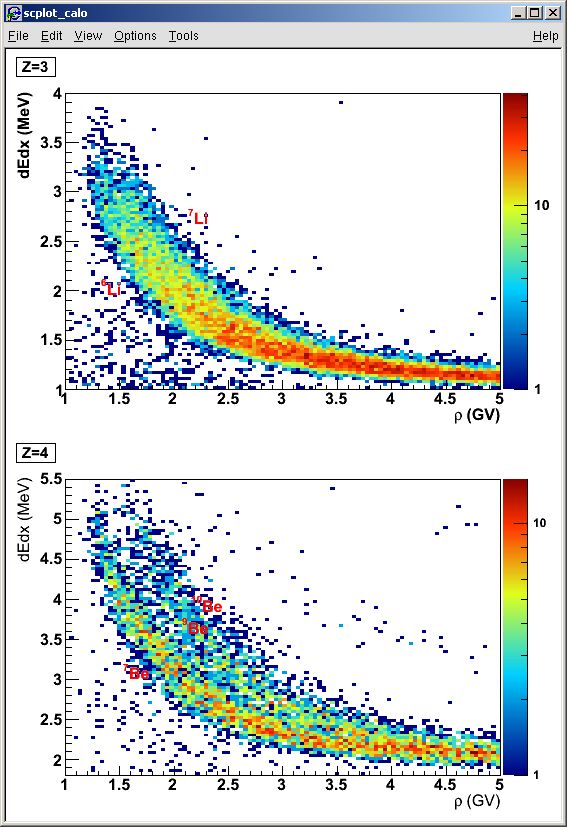 scplot_calo
File Edit View Options Tools Help
Z=3
dEdx (MeV)
4
3.5
3
2.5
2
1.5
1
⁷Li
⁶Li
10
1
1 1.5 2 2.5 3 3.5 4 4.5 5
ρ (GV)
Z=4
dEdx (MeV)
5.5
5
4.5
4
3.5
3
2.5
2
¹⁰Be
⁹Be
⁷Be
10
1
1 1.5 2 2.5 3 3.5 4 4.5 5
ρ (GV)